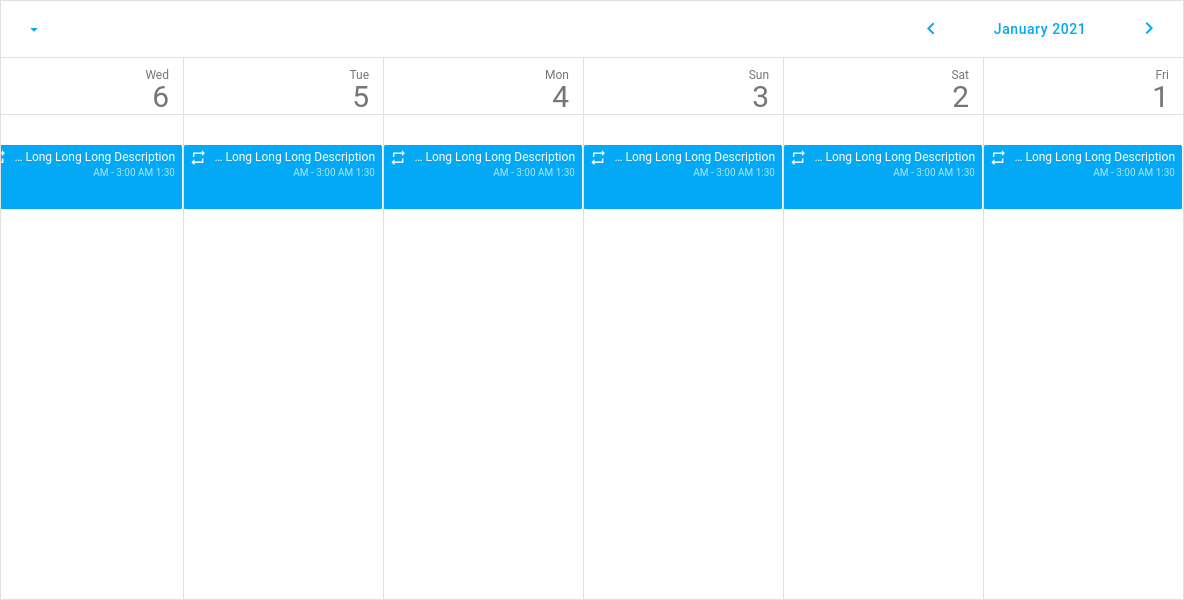 January 2021
Fri
1
Sat
2
Sun
3
Mon
4
Tue
5
Wed
6
... Long Long Long Description
AM - 3:00 AM 1:30
... Long Long Long Description
AM - 3:00 AM 1:30
... Long Long Long Description
AM - 3:00 AM 1:30
... Long Long Long Description
AM - 3:00 AM 1:30
... Long Long Long Description
AM - 3:00 AM 1:30
... Long Long Long Description
AM - 3:00 AM 1:30